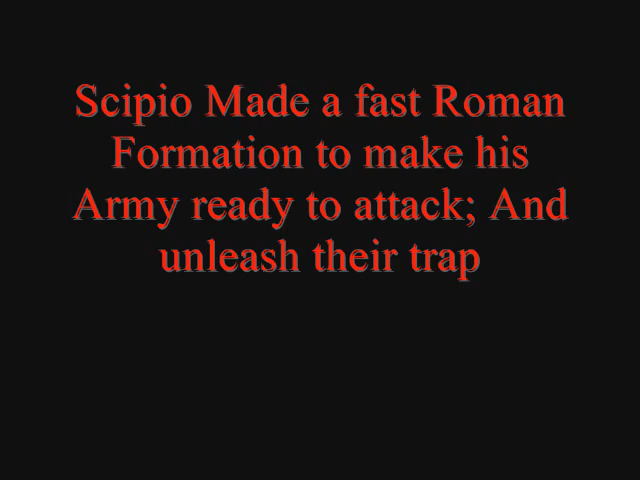 Scipio Made a fast Roman
Formation to make his
Army ready to attack; And
unleash their trap